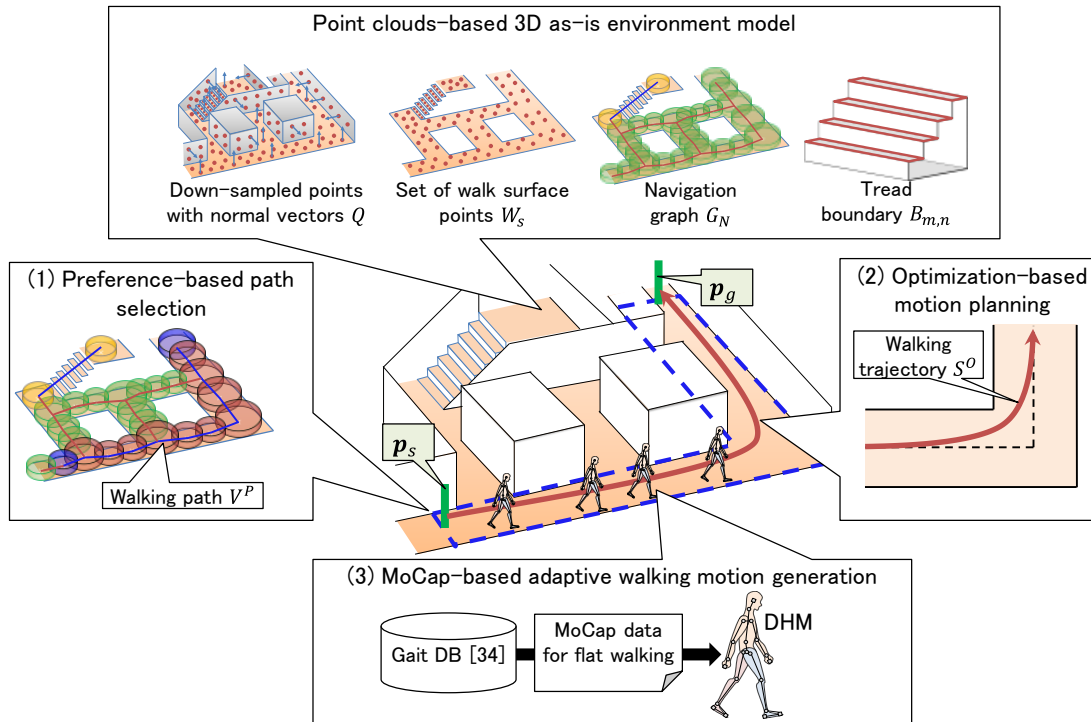 Point clouds-based 3D as-is environment model
Down-sampled points
with normal vectors Q
Set of walk surface
points W_s
Navigation
graph G_N
Tread
boundary B_{m,n}
(1) Preference-based path
selection
Walking path V^P
p_s
p_g
(2) Optimization-based
motion planning
Walking
trajectory S^O
(3) MoCap-based adaptive walking motion generation
Gait DB [34]
MoCap data
for flat walking
DHM